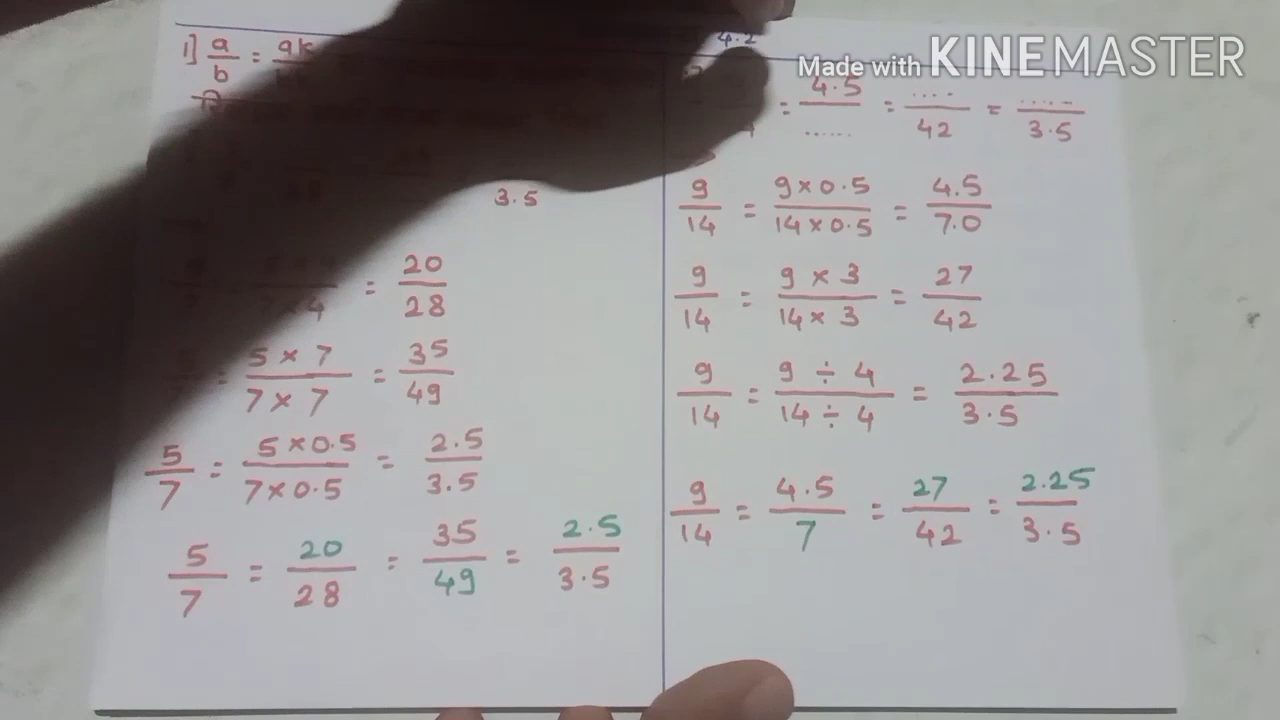 Made with KINEMASTER
1] a/b = ak
3.5
= 20/28
= 5 × 7 / 7 × 7 = 35/49
5/7 = 5 × 0.5 / 7 × 0.5 = 2.5/3.5
5/7 = 20/28 = 35/49 = 2.5/3.5
4.2
= 4.5/...... = ..../42 = ...../3.5
9/14 = 9 × 0.5 / 14 × 0.5 = 4.5/7.0
9/14 = 9 × 3 / 14 × 3 = 27/42
9/14 = 9 ÷ 4 / 14 ÷ 4 = 2.25/3.5
9/14 = 4.5/7 = 27/42 = 2.25/3.5